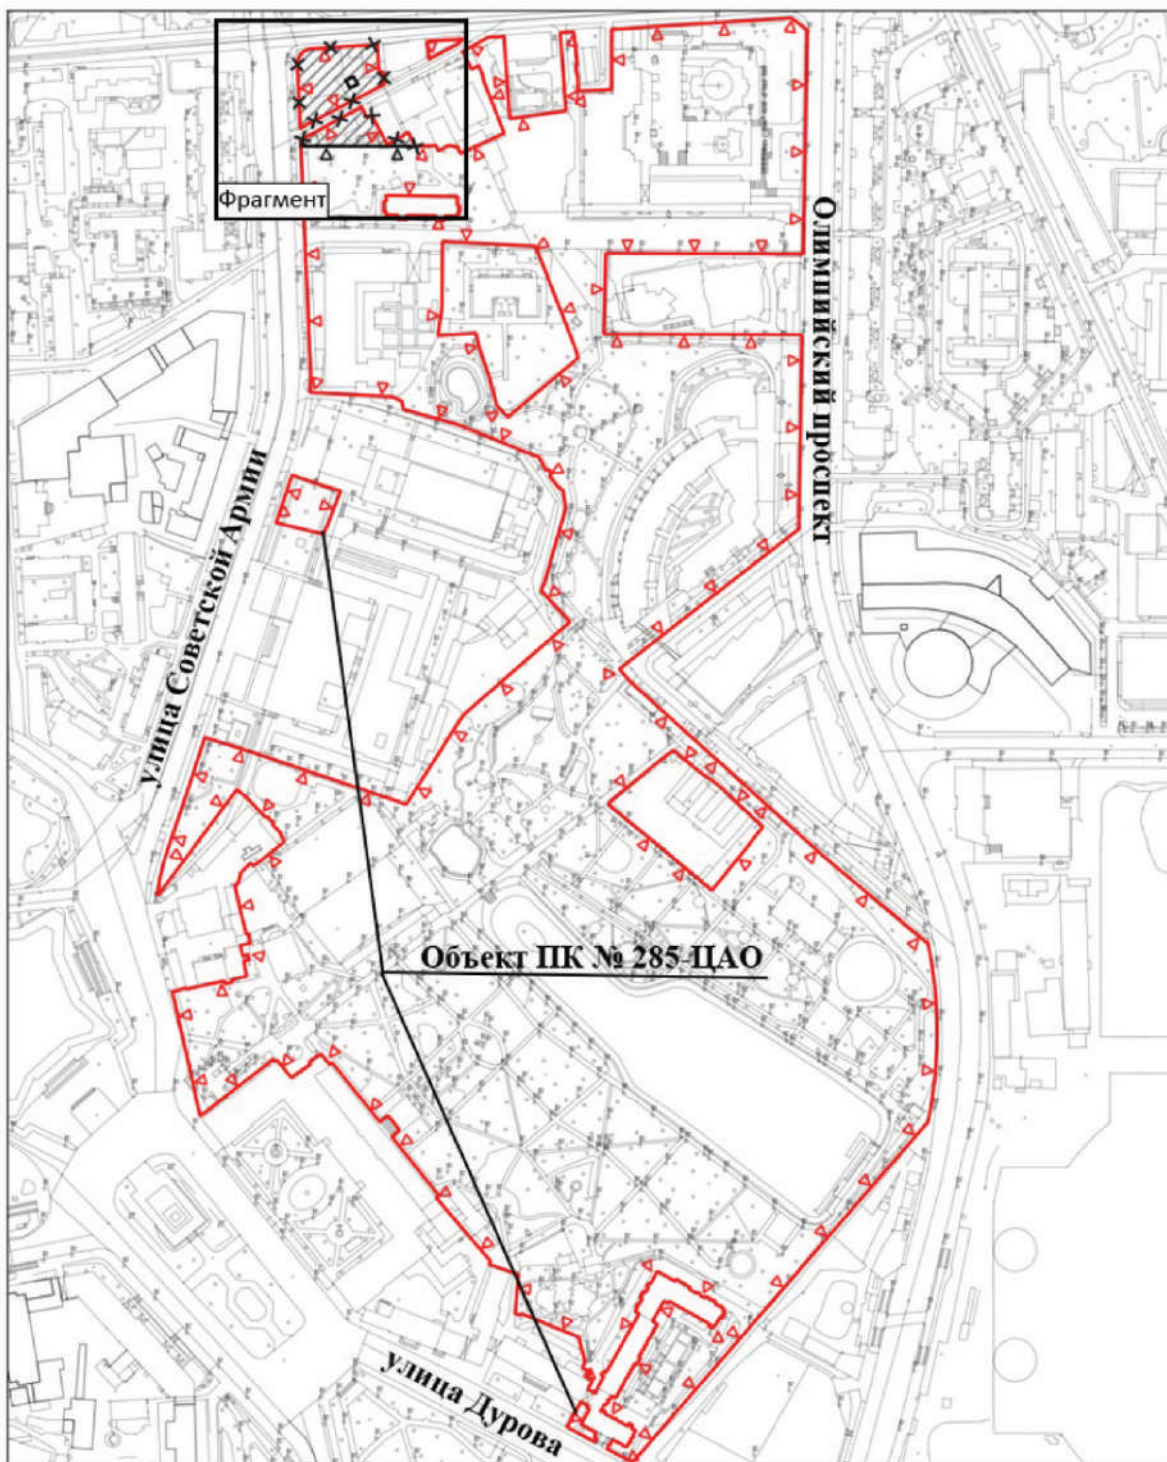 Фрагмент
Олимпийский проспект
улица Советской Армии
Объект ПК № 285-ЦАО
улица Дурова